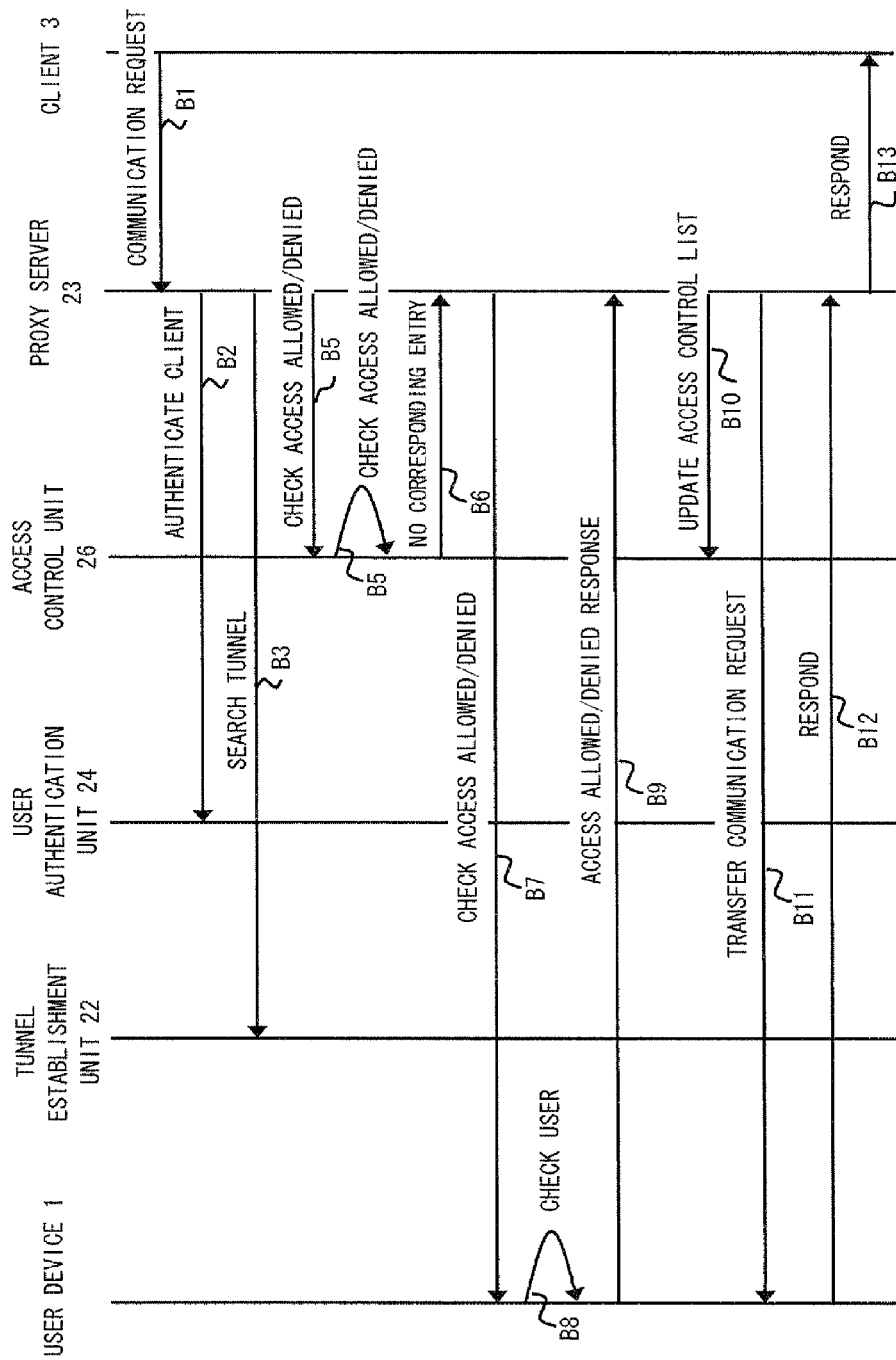 USER DEVICE 1
TUNNEL
ESTABLISHMENT
UNIT 22
USER
AUTHENTICATION
UNIT 24
ACCESS
CONTROL UNIT
26
PROXY SERVER
23
CLIENT 3
COMMUNICATION REQUEST
B1
AUTHENTICATE CLIENT
B2
SEARCH TUNNEL
B3
CHECK ACCESS ALLOWED/DENIED
B5
CHECK ACCESS ALLOWED/DENIED
B5
NO CORRESPONDING ENTRY
B6
CHECK ACCESS ALLOWED/DENIED
B7
CHECK USER
B8
ACCESS ALLOWED/DENIED RESPONSE
B9
UPDATE ACCESS CONTROL LIST
B10
TRANSFER COMMUNICATION REQUEST
B11
RESPOND
B12
RESPOND
B13